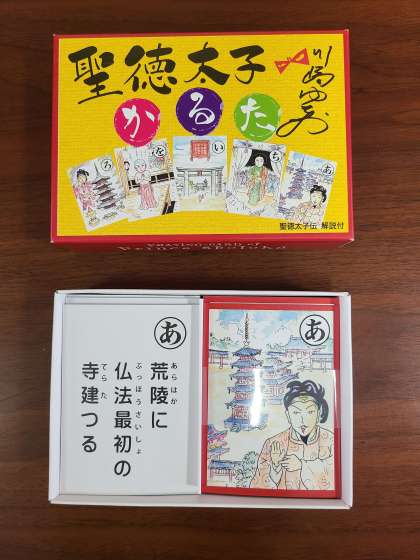 聖徳太子
かるた
ろ
を
い
ち
あ
聖徳太子伝 解説付
あ
荒陵に
あらはか
仏法最初の
ぶっぽうさいしょ
寺建つる
てらた
あ